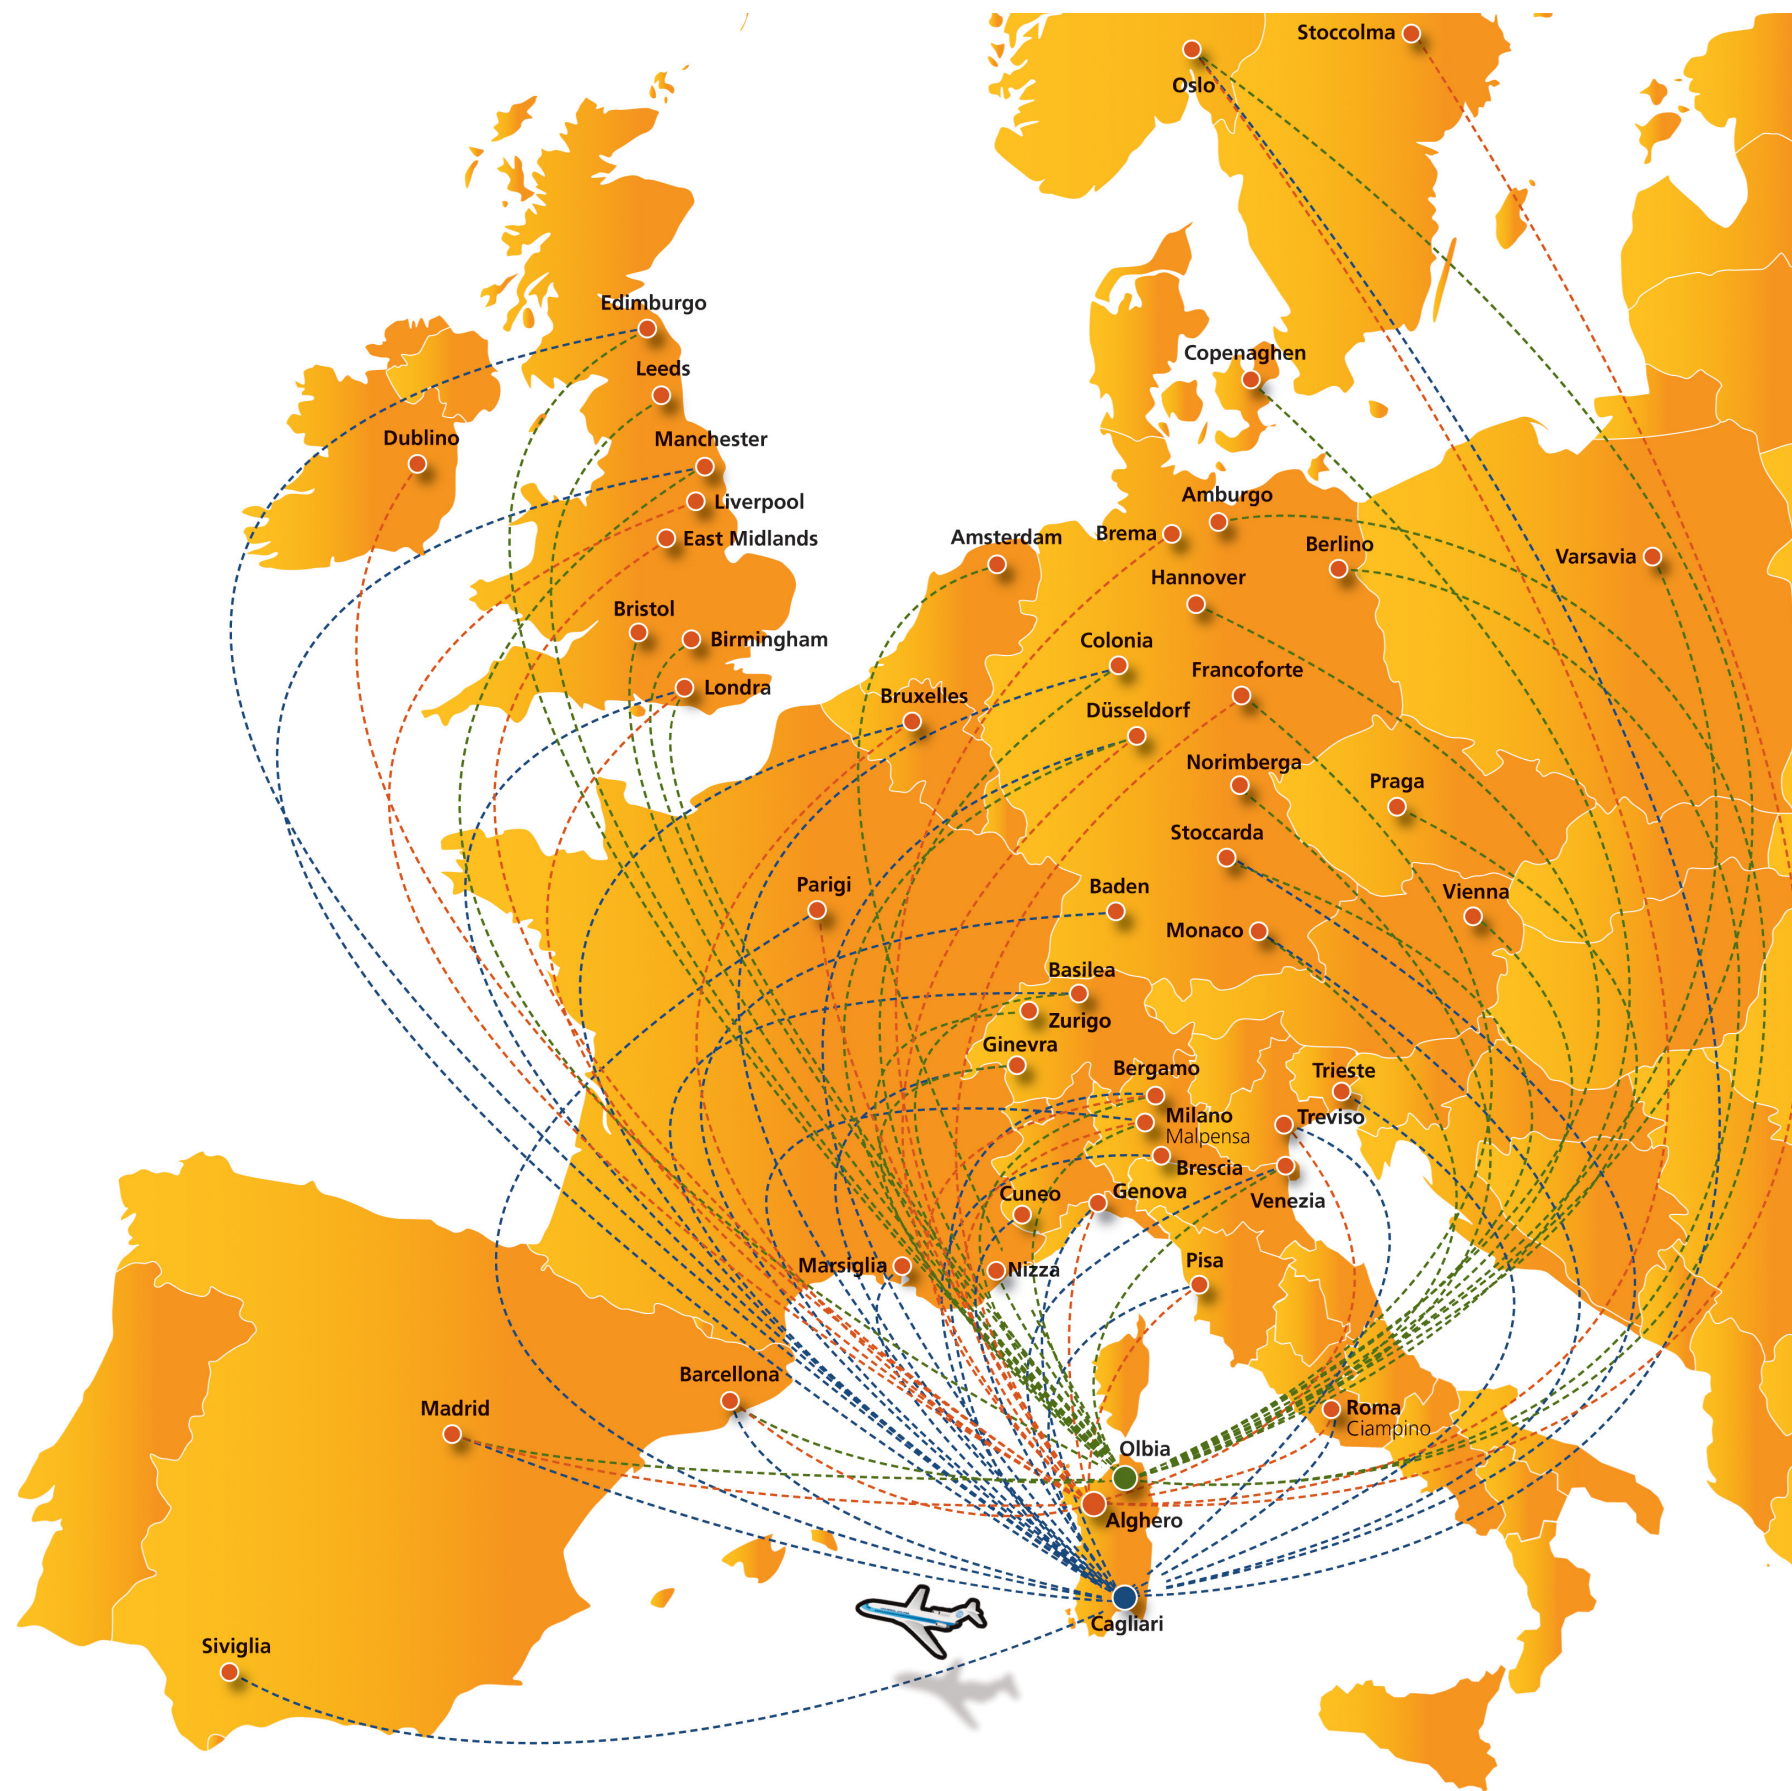 Stoccolma
Oslo
Edimburgo
Copenaghen
Leeds
Dublino
Manchester
Liverpool
Amburgo
Brema
East Midlands
Amsterdam
Berlino
Varsavia
Hannover
Bristol
Birmingham
Colonia
Francoforte
Londra
Bruxelles
Düsseldorf
Norimberga
Praga
Stoccarda
Parigi
Baden
Vienna
Monaco
Basilea
Zurigo
Ginevra
Bergamo
Trieste
Milano
Malpensa
Treviso
Brescia
Cuneo
Genova
Venezia
Marsiglia
Nizza
Pisa
Barcellona
Madrid
Roma
Ciampino
Olbia
Alghero
Cagliari
Siviglia